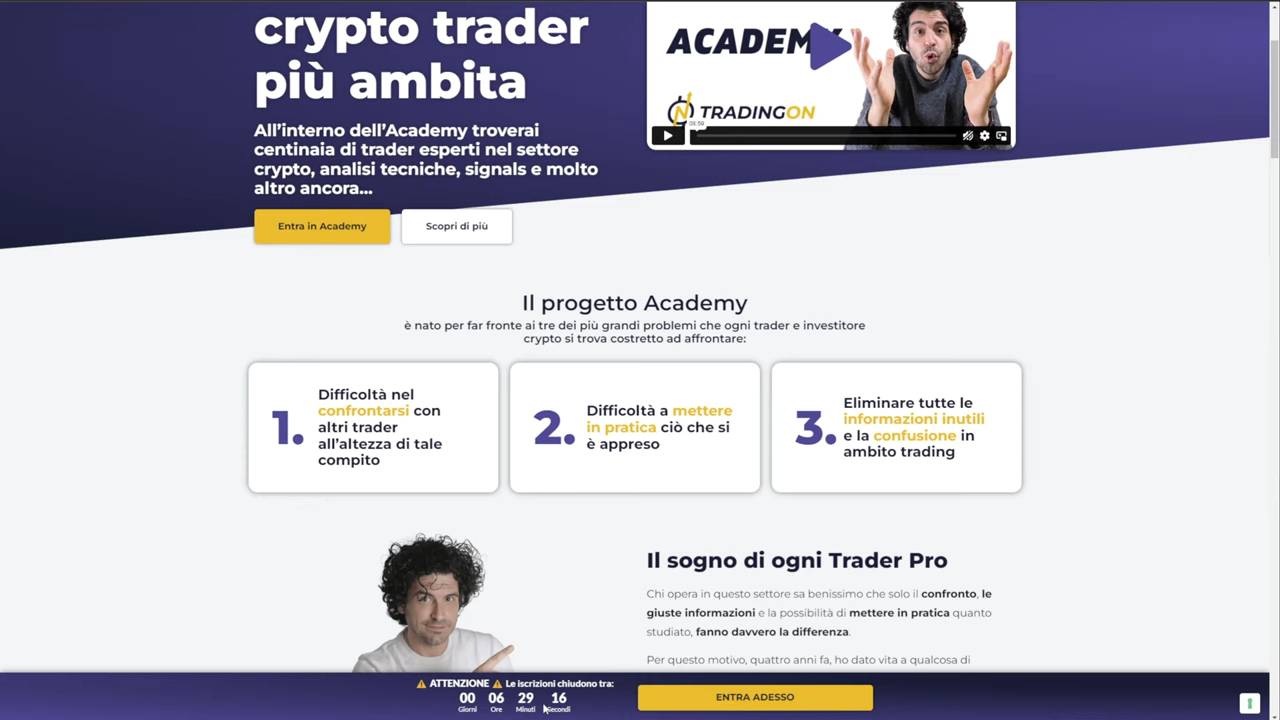 crypto trader
più ambita
All'interno dell'Academy troverai
centinaia di trader esperti nel settore
crypto, analisi tecniche, signals e molto
altro ancora...
Entra in Academy
Scopri di più
ACADEMY
TRADINGON
08:59
Il progetto Academy
è nato per far fronte ai tre dei più grandi problemi che ogni trader e investitore
crypto si trova costretto ad affrontare:
1.
Difficoltà nel
confrontarsi con
altri trader
all'altezza di tale
compito
2.
Difficoltà a mettere
in pratica ciò che si
è appreso
3.
Eliminare tutte le
informazioni inutili
e la confusione in
ambito trading
Il sogno di ogni Trader Pro
Chi opera in questo settore sa benissimo che solo il confronto, le
giuste informazioni e la possibilità di mettere in pratica quanto
studiato, fanno davvero la differenza.
Per questo motivo, quattro anni fa, ho dato vita a qualcosa di
⚠ ATTENZIONE ⚠ Le iscrizioni chiudono tra:
00 06 29 16
Giorni Ore Minuti Secondi
ENTRA ADESSO